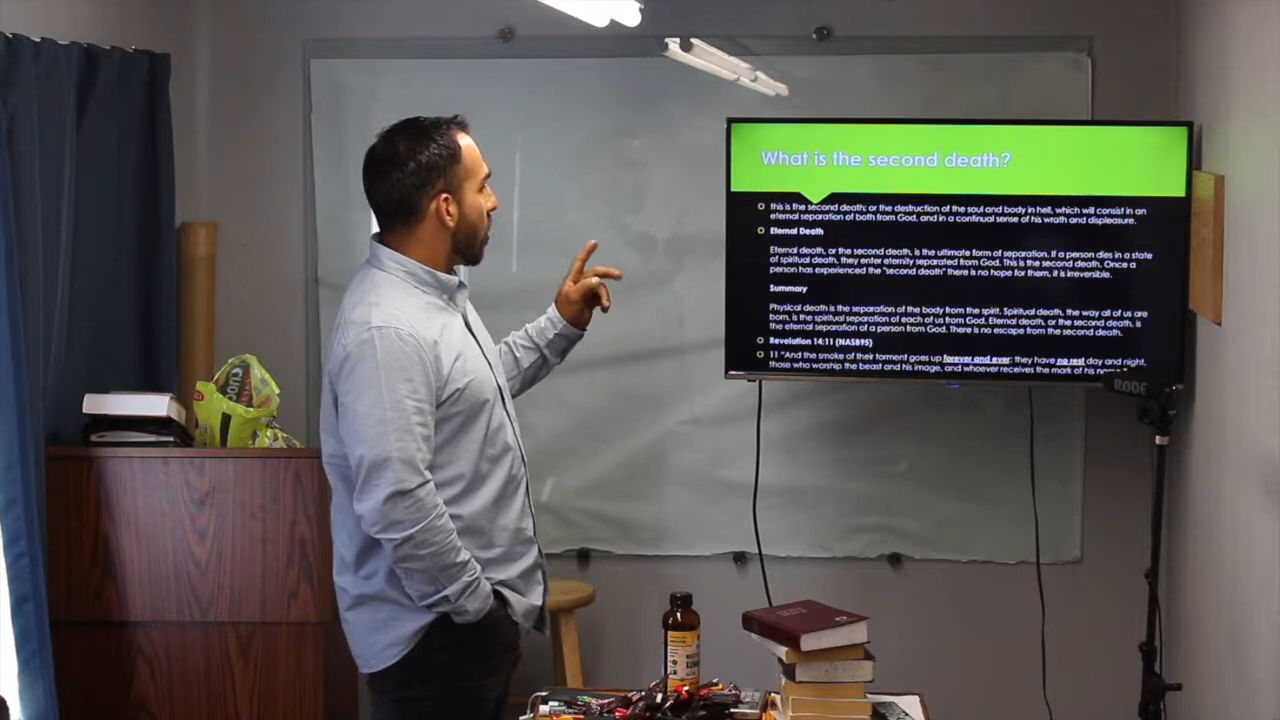 What is the second death?
this is the second death; or the destruction of the soul and body in hell, which will consist in an
eternal separation of both from God, and in a continual sense of his wrath and displeasure.
Eternal Death
Eternal death, or the second death, is the ultimate form of separation. If a person dies in a state
of spiritual death, they enter eternity separated from God. This is the second death. Once a
person has experienced the "second death" there is no hope for them, it is irreversible.
Summary
Physical death is the separation of the body from the spirit. Spiritual death, the way all of us are
born, is the spiritual separation of each of us from God. Eternal death, or the second death, is
the eternal separation of a person from God. There is no escape from the second death.
Revelation 14:11 (NASB95)
11 "And the smoke of their torment goes up forever and ever; they have no rest day and night,
those who worship the beast and his image, and whoever receives the mark of his name."
RODE
HOLY BIBLE